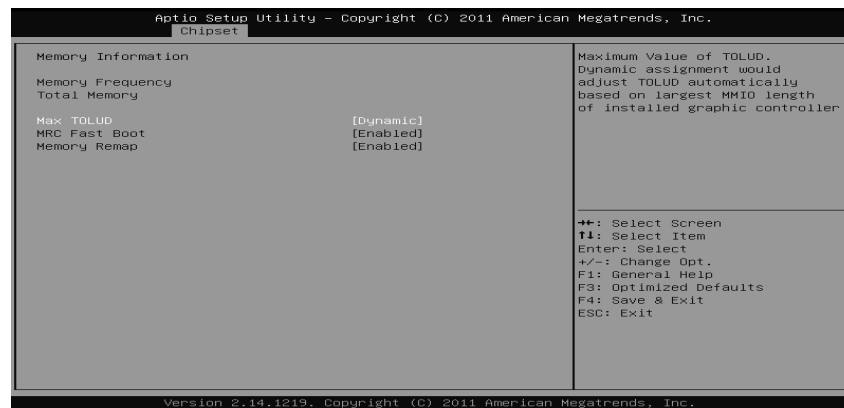 Aptio Setup Utility – Copyright (C) 2011 American Megatrends, Inc.
Chipset
Memory Information
Memory Frequency
Total Memory
Max TOLUD [Dynamic]
MRC Fast Boot [Enabled]
Memory Remap [Enabled]
Maximum Value of TOLUD.
Dynamic assignment would
adjust TOLUD automatically
based on largest MMIO length
of installed graphic controller
→←: Select Screen
↑↓: Select Item
Enter: Select
+/-: Change Opt.
F1: General Help
F3: Optimized Defaults
F4: Save & Exit
ESC: Exit
Version 2.14.1219. Copyright (C) 2011 American Megatrends, Inc.